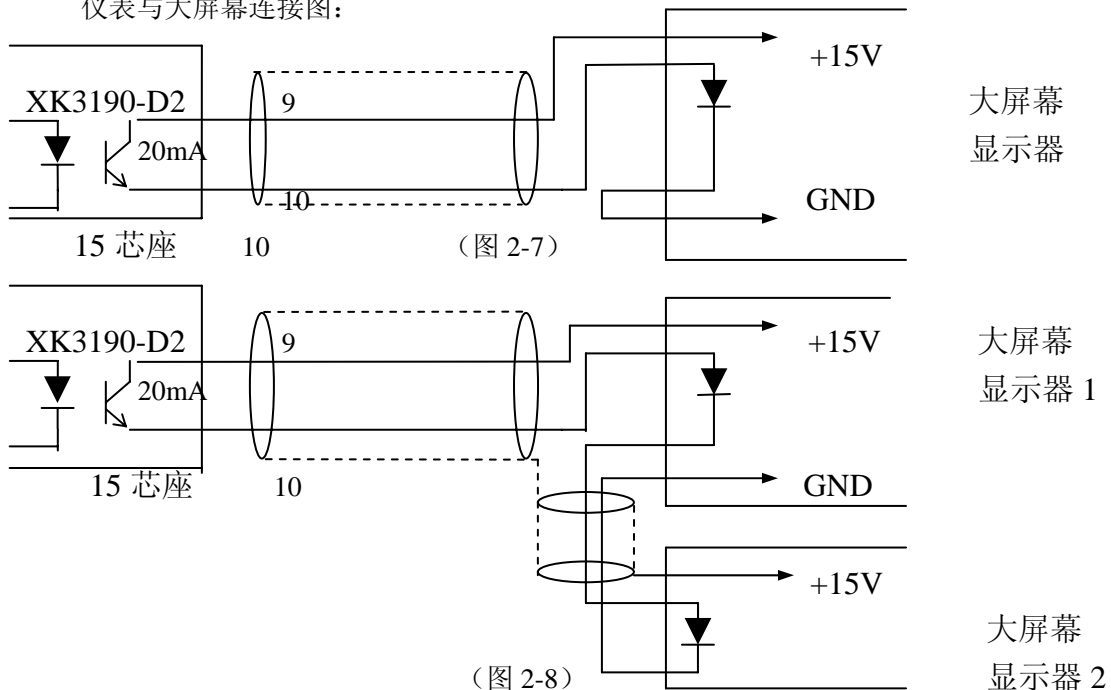 仪表与大屏幕连接图：
+15V
XK3190-D2
9
大屏幕
20mA
显示器
10
GND
15 芯座
10
（图 2-7）
XK3190-D2
9
+15V
大屏幕
20mA
显示器 1
15 芯座
10
GND
+15V
大屏幕
（图 2-8）
显示器 2